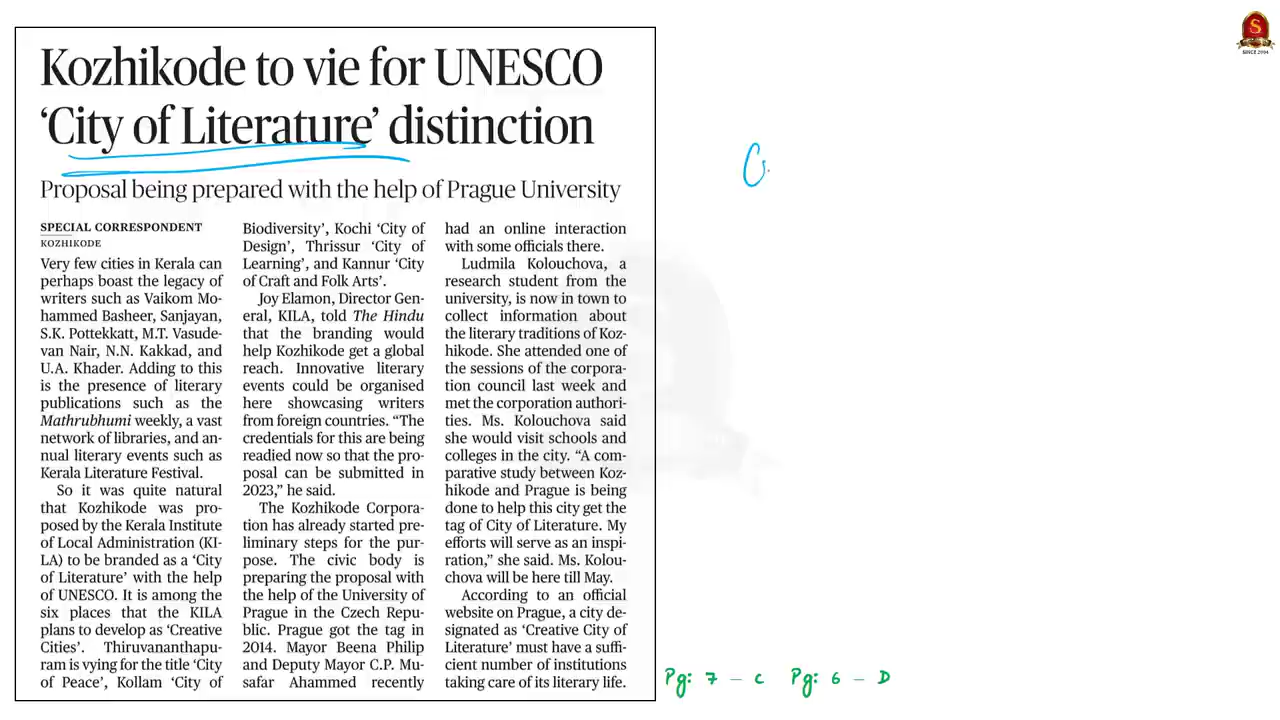 Kozhikode to vie for UNESCO
‘City of Literature’ distinction
Proposal being prepared with the help of Prague University
SPECIAL CORRESPONDENT
KOZHIKODE
Very few cities in Kerala can
perhaps boast the legacy of
writers such as Vaikom Mo-
hammed Basheer, Sanjayan,
S.K. Pottekkatt, M.T. Vasude-
van Nair, N.N. Kakkad, and
U.A. Khader. Adding to this
is the presence of literary
publications such as the
Mathrubhumi weekly, a vast
network of libraries, and an-
nual literary events such as
Kerala Literature Festival.
So it was quite natural
that Kozhikode was pro-
posed by the Kerala Institute
of Local Administration (KI-
LA) to be branded as a ‘City
of Literature’ with the help
of UNESCO. It is among the
six places that the KILA
plans to develop as ‘Creative
Cities’. Thiruvananthapu-
ram is vying for the title ‘City
of Peace’, Kollam ‘City of
Biodiversity’, Kochi ‘City of
Design’, Thrissur ‘City of
Learning’, and Kannur ‘City
of Craft and Folk Arts’.
Joy Elamon, Director Gen-
eral, KILA, told The Hindu
that the branding would
help Kozhikode get a global
reach. Innovative literary
events could be organised
here showcasing writers
from foreign countries. “The
credentials for this are being
readied now so that the pro-
posal can be submitted in
2023,” he said.
The Kozhikode Corpora-
tion has already started pre-
liminary steps for the pur-
pose. The civic body is
preparing the proposal with
the help of the University of
Prague in the Czech Repu-
blic. Prague got the tag in
2014. Mayor Beena Philip
and Deputy Mayor C.P. Mu-
safar Ahammed recently
had an online interaction
with some officials there.
Ludmila Kolouchova, a
research student from the
university, is now in town to
collect information about
the literary traditions of Koz-
hikode. She attended one of
the sessions of the corpora-
tion council last week and
met the corporation authori-
ties. Ms. Kolouchova said
she would visit schools and
colleges in the city. “A com-
parative study between Koz-
hikode and Prague is being
done to help this city get the
tag of City of Literature. My
efforts will serve as an inspi-
ration,” she said. Ms. Kolou-
chova will be here till May.
According to an official
website on Prague, a city de-
signated as ‘Creative City of
Literature’ must have a suffi-
cient number of institutions
taking care of its literary life.
Pg: 7 - C Pg: 6 - D
S
SINCE 2004